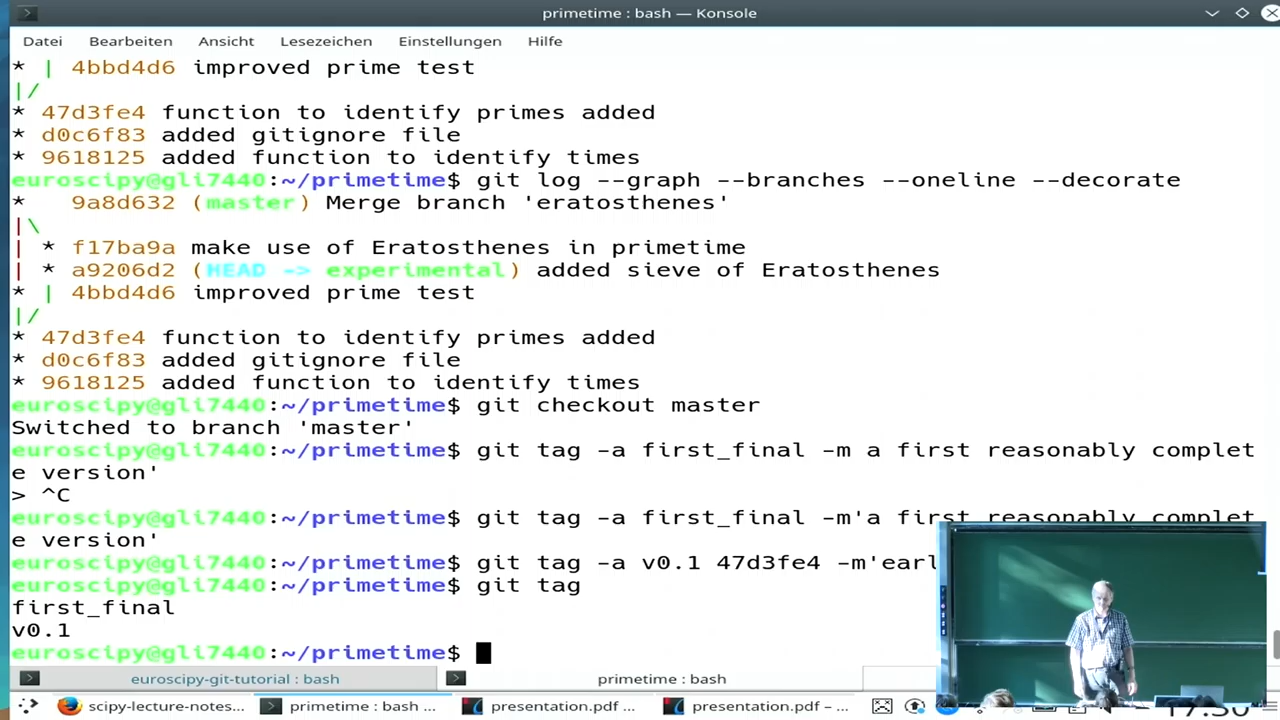 primetime : bash — Konsole
Datei Bearbeiten Ansicht Lesezeichen Einstellungen Hilfe
* | 4bbd4d6 improved prime test
|/
* 47d3fe4 function to identify primes added
* d0c6f83 added gitignore file
* 9618125 added function to identify times
euroscipy@gli7440:~/primetime$ git log --graph --branches --oneline --decorate
*   9a8d632 (master) Merge branch 'eratosthenes'
|\
| * f17ba9a make use of Eratosthenes in primetime
| * a9206d2 (HEAD -> experimental) added sieve of Eratosthenes
* | 4bbd4d6 improved prime test
|/
* 47d3fe4 function to identify primes added
* d0c6f83 added gitignore file
* 9618125 added function to identify times
euroscipy@gli7440:~/primetime$ git checkout master
Switched to branch 'master'
euroscipy@gli7440:~/primetime$ git tag -a first_final -m a first reasonably complet
e version'
> ^C
euroscipy@gli7440:~/primetime$ git tag -a first_final -m'a first reasonably complet
e version'
euroscipy@gli7440:~/primetime$ git tag -a v0.1 47d3fe4 -m'earl
euroscipy@gli7440:~/primetime$ git tag
first_final
v0.1
euroscipy@gli7440:~/primetime$
euroscipy-git-tutorial : bash primetime : bash
scipy-lecture-notes... primetime : bash ... presentation.pdf ... presentation.pdf – ...